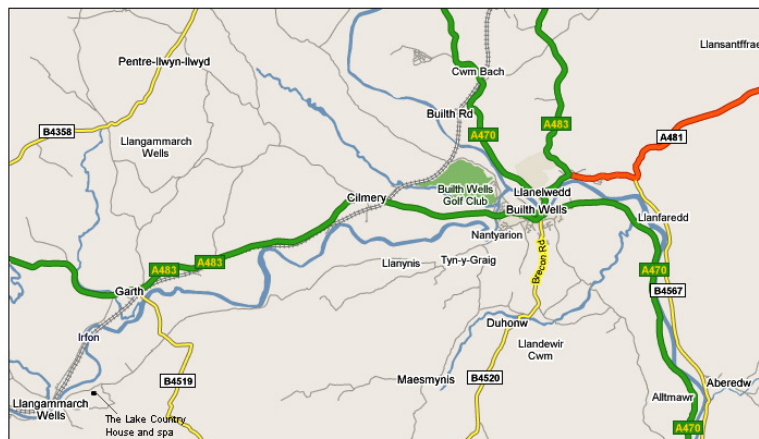 Llansantffrae
Pentre-llwyn-llwyd
Cwm Bach
Builth Rd
B4358
A470
A483
A481
Llangammarch
Wells
Cilmery
Builth Wells
Golf Club
Llanelwedd
Builth Wells
Llanfaredd
Nantyarion
A483
A483
Llanynis
Tyn-y-Graig
Brecon Rd
A470
B4567
Garth
Irfon
Duhonw
Llandewir
Cwm
B4519
Maesmynis
B4520
Aberedw
Alltmawr
Llangammarch
Wells
The Lake Country
House and spa
A470